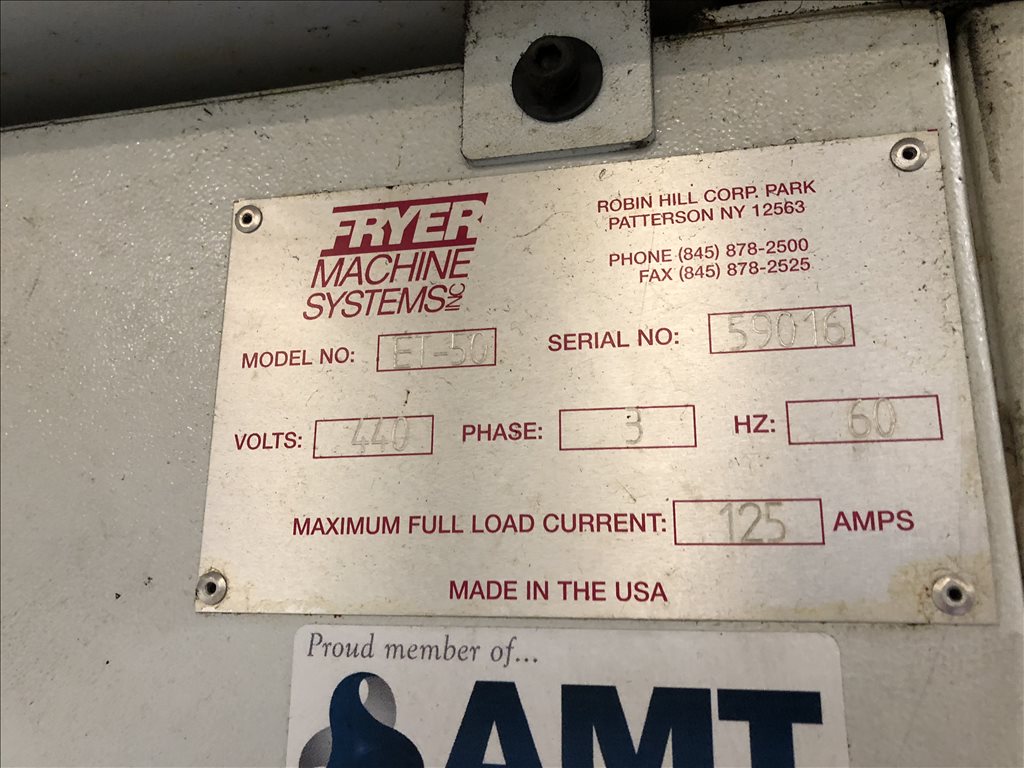 FRYER
MACHINE
SYSTEMS INC
ROBIN HILL CORP. PARK
PATTERSON NY 12563
PHONE (845) 878-2500
FAX (845) 878-2525
MODEL NO: ET-50
SERIAL NO: 59016
VOLTS: 440 PHASE: 3 HZ: 60
MAXIMUM FULL LOAD CURRENT: 125 AMPS
MADE IN THE USA
Proud member of...
AMT